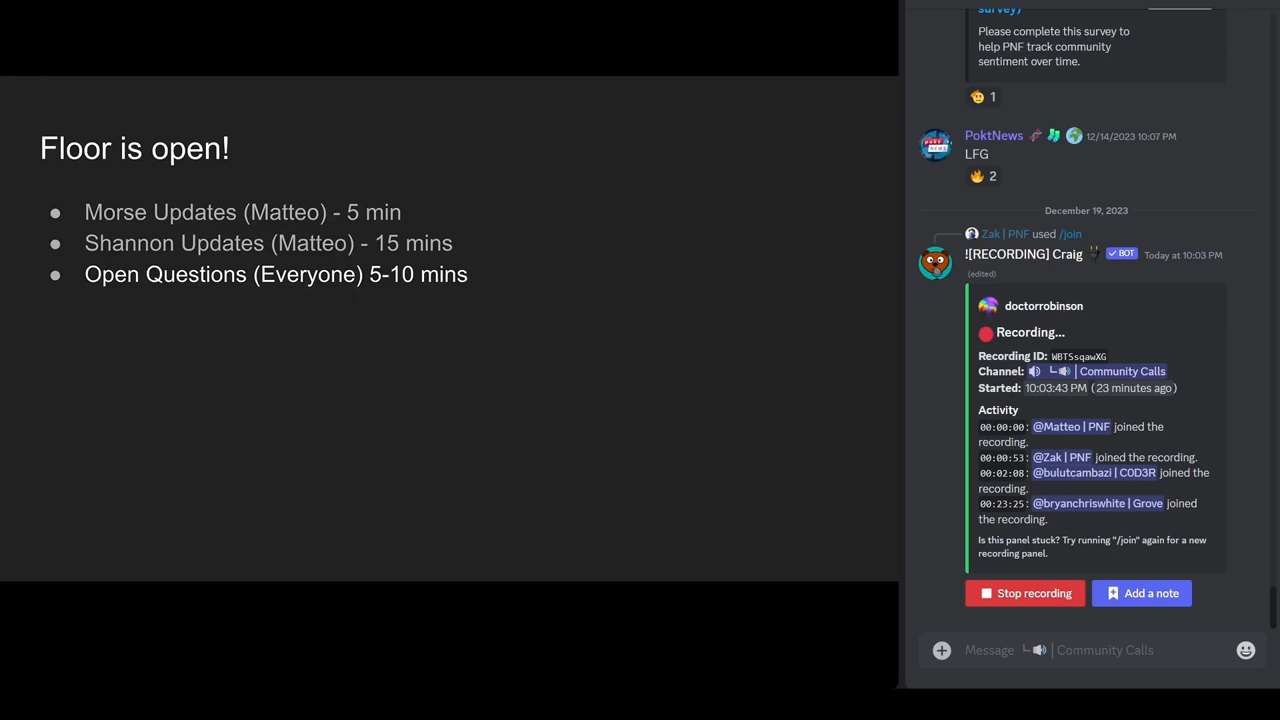 Floor is open!
● Morse Updates (Matteo) - 5 min
● Shannon Updates (Matteo) - 15 mins
● Open Questions (Everyone) 5-10 mins
survey)
Please complete this survey to
help PNF track community
sentiment over time.
1
PoktNews 12/14/2023 10:07 PM
LFG
2
December 19, 2023
Zak | PNF used /join
![RECORDING] Craig BOT Today at 10:03 PM
(edited)
doctorrobinson
Recording...
Recording ID: WBTSsqawXG
Channel: | Community Calls
Started: 10:03:43 PM (23 minutes ago)
Activity
00:00:00: @Matteo | PNF joined the
recording.
00:00:53: @Zak | PNF joined the recording.
00:02:08: @bulutcambazi | C0D3R joined the
recording.
00:23:25: @bryanchriswhite | Grove joined
the recording.
Is this panel stuck? Try running "/join" again for a new
recording panel.
Stop recording
Add a note
Message | Community Calls